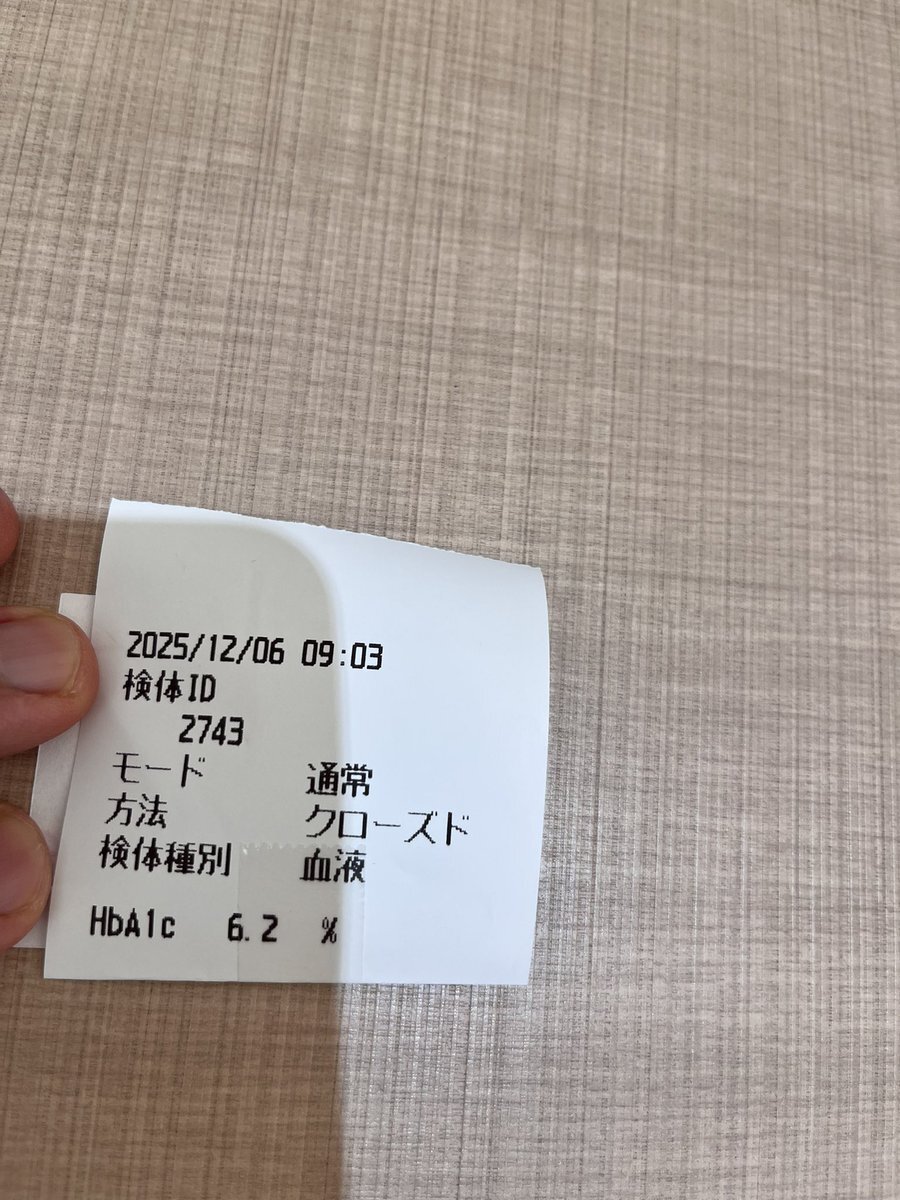 2025/12/06 09:03
検体ID
2743
モード 通常
方法 クローズド
検体種別 血液
HbA1c 6.2 %